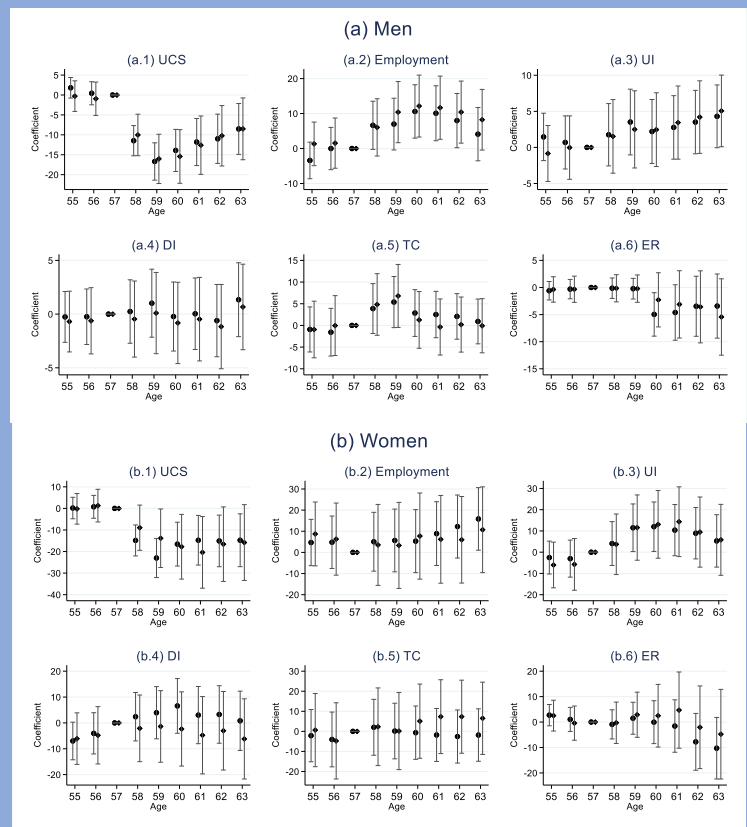 (a) Men
(a.1) UCS
(a.2) Employment
(a.3) UI
Coefficient
5
0
-5
-10
-15
-20
55 56 57 58 59 60 61 62 63
Age
Coefficient
20
10
0
-10
55 56 57 58 59 60 61 62 63
Age
Coefficient
10
5
0
-5
55 56 57 58 59 60 61 62 63
Age
(a.4) DI
(a.5) TC
(a.6) ER
Coefficient
5
0
-5
55 56 57 58 59 60 61 62 63
Age
Coefficient
15
10
5
0
-5
-10
55 56 57 58 59 60 61 62 63
Age
Coefficient
5
0
-5
-10
-15
55 56 57 58 59 60 61 62 63
Age
(b) Women
(b.1) UCS
(b.2) Employment
(b.3) UI
Coefficient
10
0
-10
-20
-30
-40
55 56 57 58 59 60 61 62 63
Age
Coefficient
30
20
10
0
-10
-20
55 56 57 58 59 60 61 62 63
Age
Coefficient
30
20
10
0
-10
-20
55 56 57 58 59 60 61 62 63
Age
(b.4) DI
(b.5) TC
(b.6) ER
Coefficient
20
10
0
-10
-20
55 56 57 58 59 60 61 62 63
Age
Coefficient
30
20
10
0
-10
-20
55 56 57 58 59 60 61 62 63
Age
Coefficient
20
10
0
-10
-20
55 56 57 58 59 60 61 62 63
Age